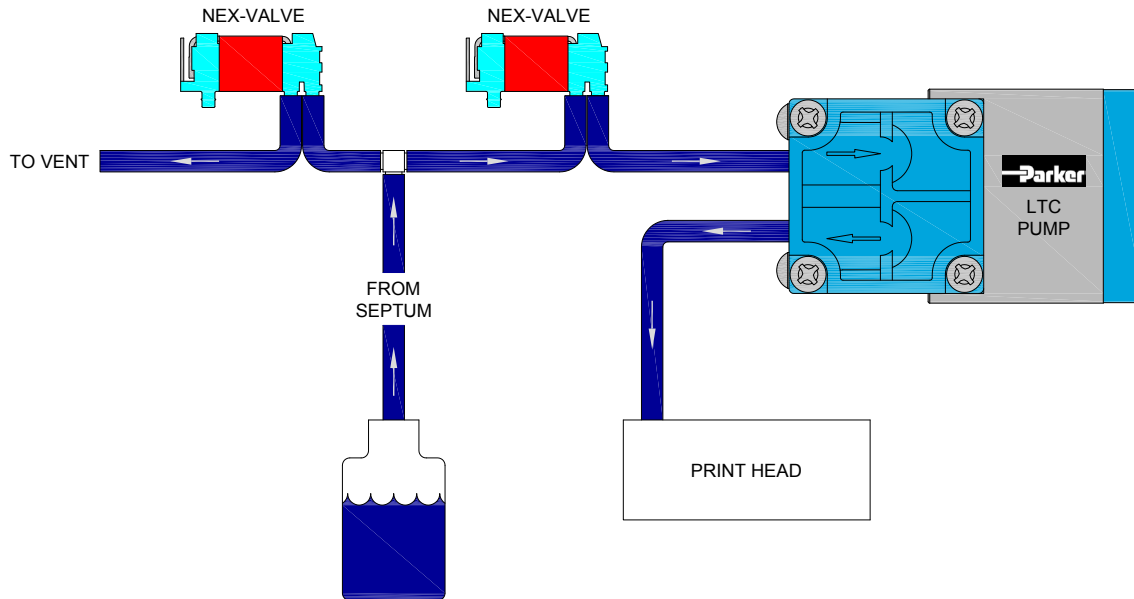 NEX-VALVE
NEX-VALVE
TO VENT
Parker
LTC
PUMP
FROM
SEPTUM
PRINT HEAD